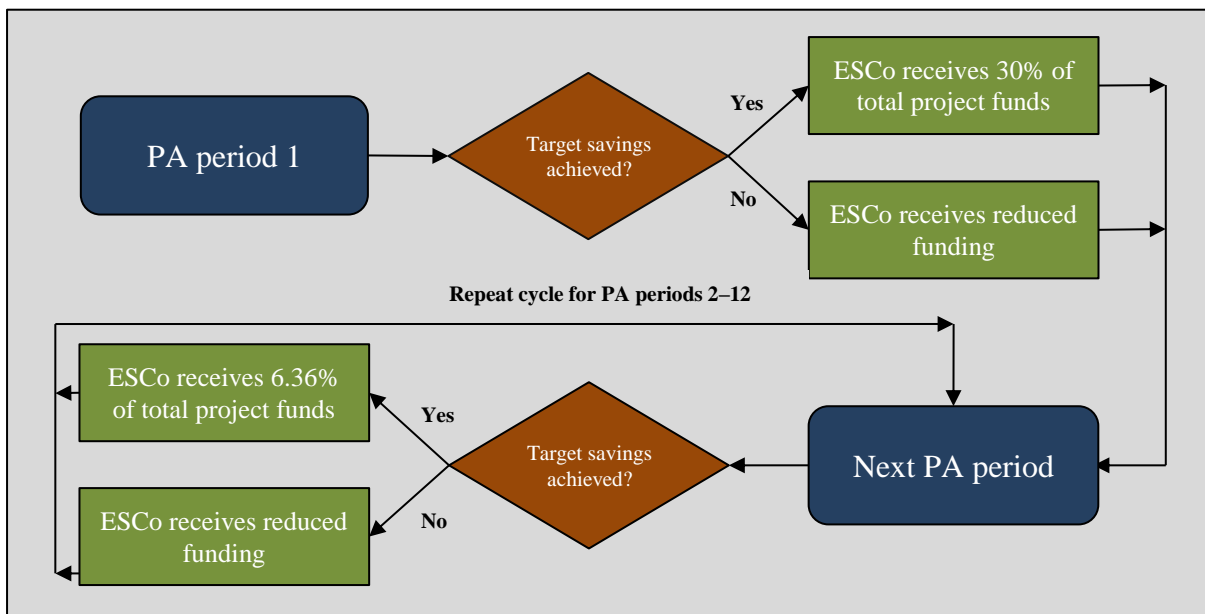 PA period 1
Target savings
achieved?
Yes
No
ESCo receives 30% of
total project funds
ESCo receives reduced
funding
Repeat cycle for PA periods 2–12
ESCo receives 6.36%
of total project funds
ESCo receives reduced
funding
Yes
No
Target savings
achieved?
Next PA period